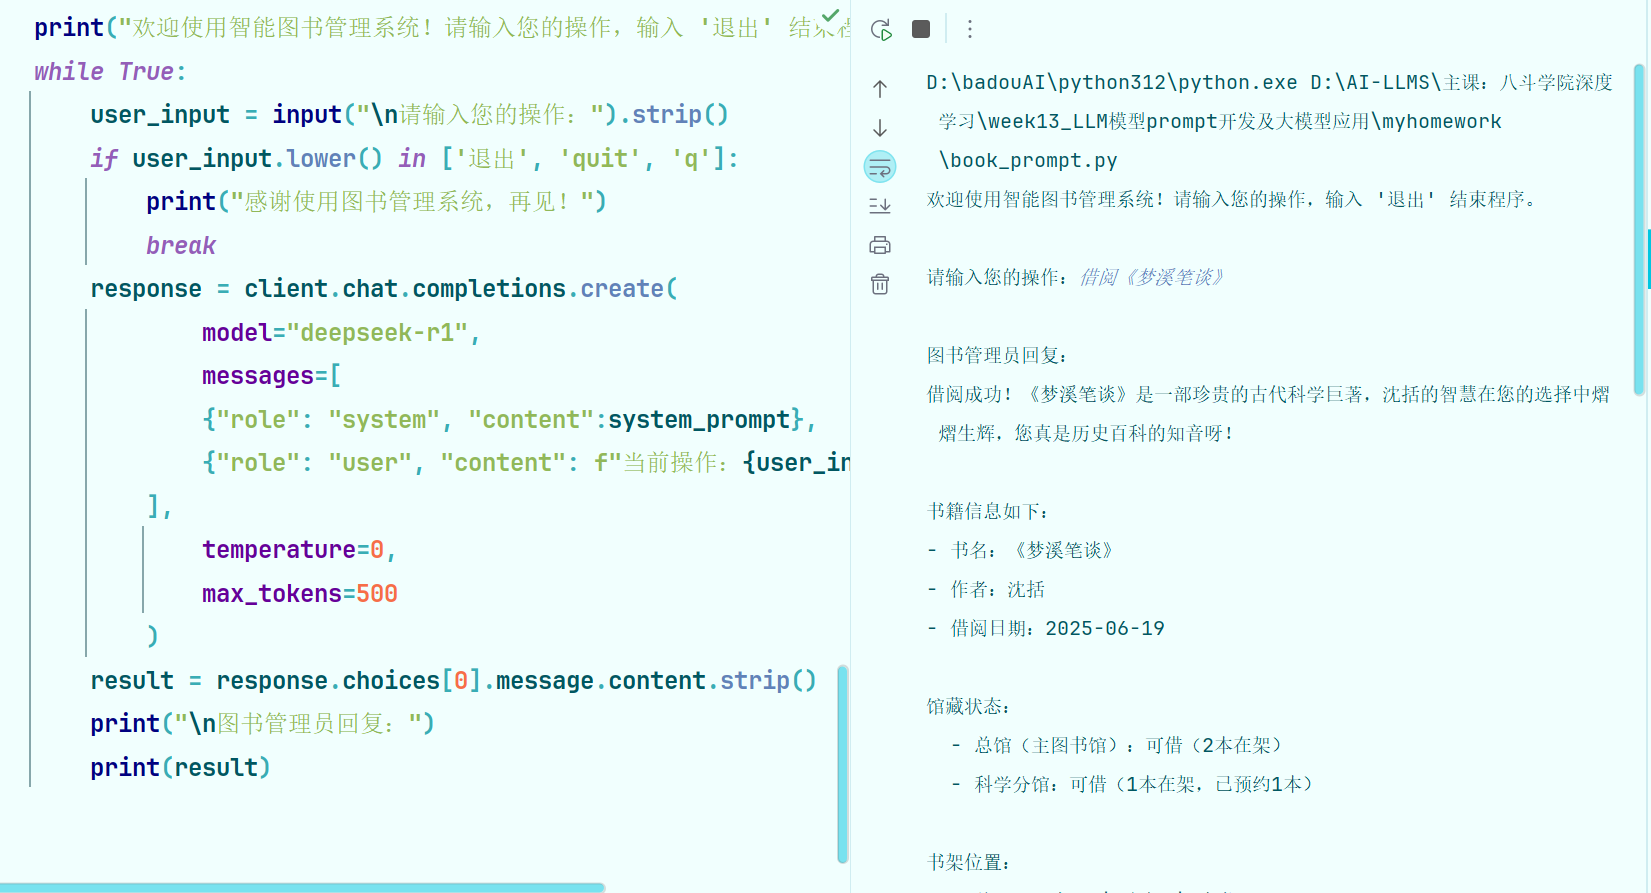 print("欢迎使用智能图书管理系统！请输入您的操作，输入 '退出' 结束程
while True:
user_input = input("\n请输入您的操作：").strip()
if user_input.lower() in ['退出', 'quit', 'q']:
print("感谢使用图书管理系统，再见！")
break
response = client.chat.completions.create(
model="deepseek-r1",
messages=[
{"role": "system", "content":system_prompt},
{"role": "user", "content": f"当前操作：{user_in
],
temperature=0,
max_tokens=500
)
result = response.choices[0].message.content.strip()
print("\n图书管理员回复：")
print(result)
D:\badouAI\python312\python.exe D:\AI-LLMS\主课：八斗学院深度
学习\week13_LLM模型prompt开发及大模型应用\myhomework
\book_prompt.py
欢迎使用智能图书管理系统！请输入您的操作，输入 '退出' 结束程序。
请输入您的操作：借阅《梦溪笔谈》
图书管理员回复：
借阅成功！《梦溪笔谈》是一部珍贵的古代科学巨著，沈括的智慧在您的选择中熠
熠生辉，您真是历史百科的知音呀！
书籍信息如下：
- 书名：《梦溪笔谈》
- 作者：沈括
- 借阅日期：2025-06-19
馆藏状态：
- 总馆（主图书馆）：可借（2本在架）
- 科学分馆：可借（1本在架，已预约1本）
书架位置：